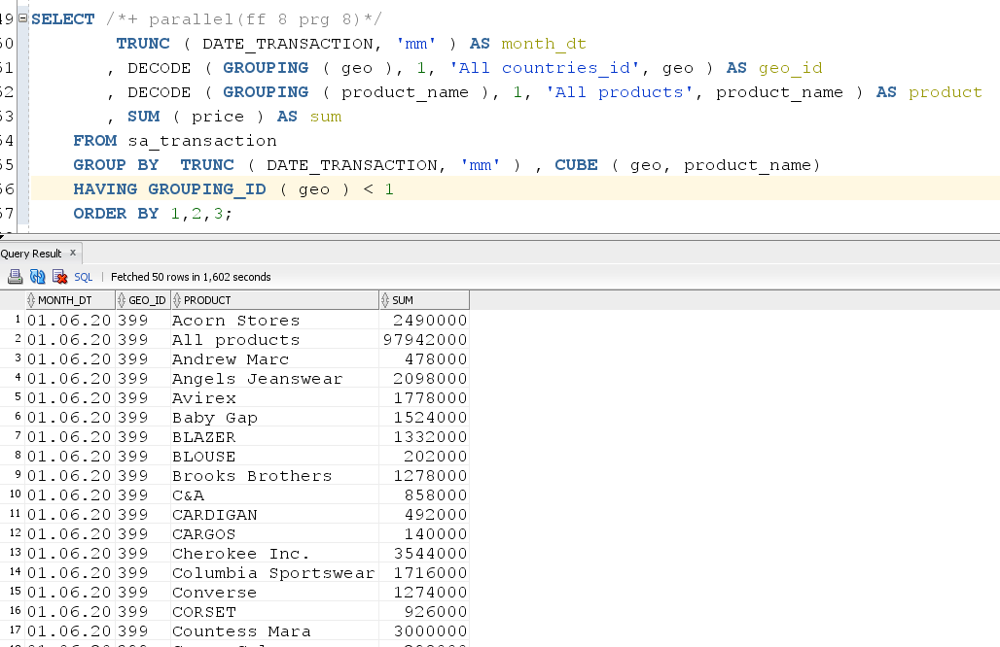 49 SELECT /*+ parallel(ff 8 prg 8)*/
50 TRUNC ( DATE_TRANSACTION, 'mm' ) AS month_dt
51 , DECODE ( GROUPING ( geo ), 1, 'All countries_id', geo ) AS geo_id
52 , DECODE ( GROUPING ( product_name ), 1, 'All products', product_name ) AS product
53 , SUM ( price ) AS sum
54 FROM sa_transaction
55 GROUP BY TRUNC ( DATE_TRANSACTION, 'mm' ) , CUBE ( geo, product_name)
56 HAVING GROUPING_ID ( geo ) < 1
57 ORDER BY 1,2,3;
Query Result x
SQL | Fetched 50 rows in 1,602 seconds
MONTH_DT GEO_ID PRODUCT SUM
1 01.06.20 399 Acorn Stores 2490000
2 01.06.20 399 All products 97942000
3 01.06.20 399 Andrew Marc 478000
4 01.06.20 399 Angels Jeanswear 2098000
5 01.06.20 399 Avirex 1778000
6 01.06.20 399 Baby Gap 1524000
7 01.06.20 399 BLAZER 1332000
8 01.06.20 399 BLOUSE 202000
9 01.06.20 399 Brooks Brothers 1278000
10 01.06.20 399 C&A 858000
11 01.06.20 399 CARDIGAN 492000
12 01.06.20 399 CARGOS 140000
13 01.06.20 399 Cherokee Inc. 3544000
14 01.06.20 399 Columbia Sportswear 1716000
15 01.06.20 399 Converse 1274000
16 01.06.20 399 CORSET 926000
17 01.06.20 399 Countess Mara 3000000